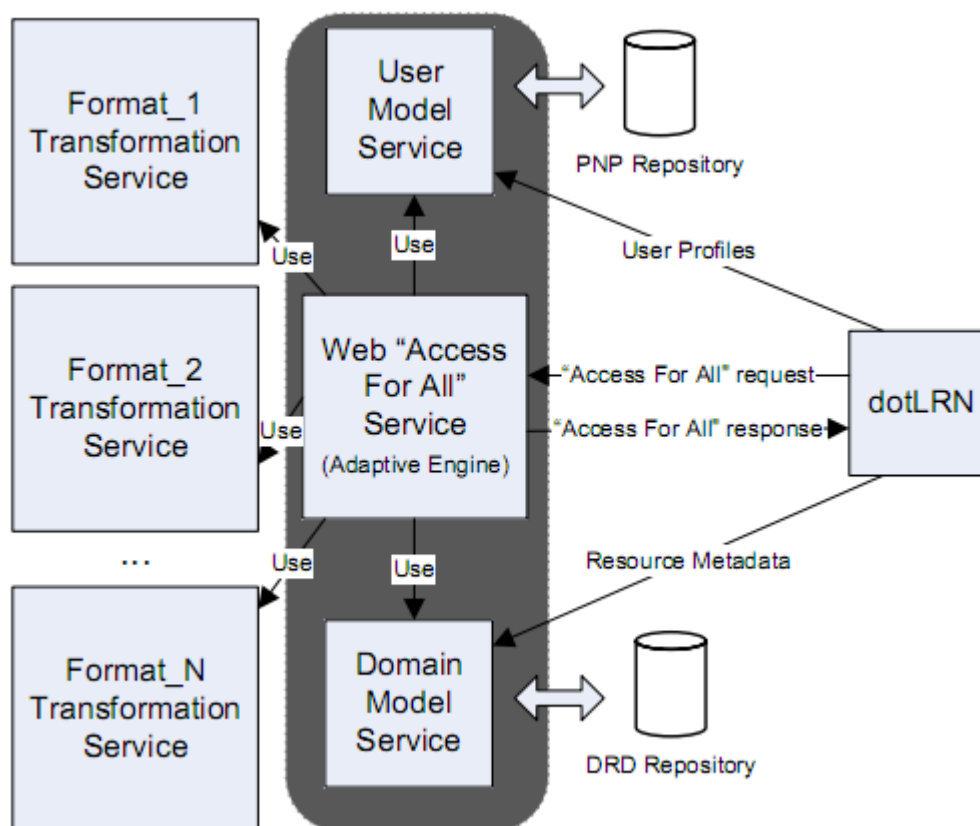 Format_1
Transformation
Service
User
Model
Service
PNP Repository
Use
Use
User Profiles
Format_2
Transformation
Service
Use
Web “Access
For All”
Service
(Adaptive Engine)
“Access For All” request
“Access For All” response
dotLRN
...
Use
Use
Resource Metadata
Format_N
Transformation
Service
Domain
Model
Service
DRD Repository